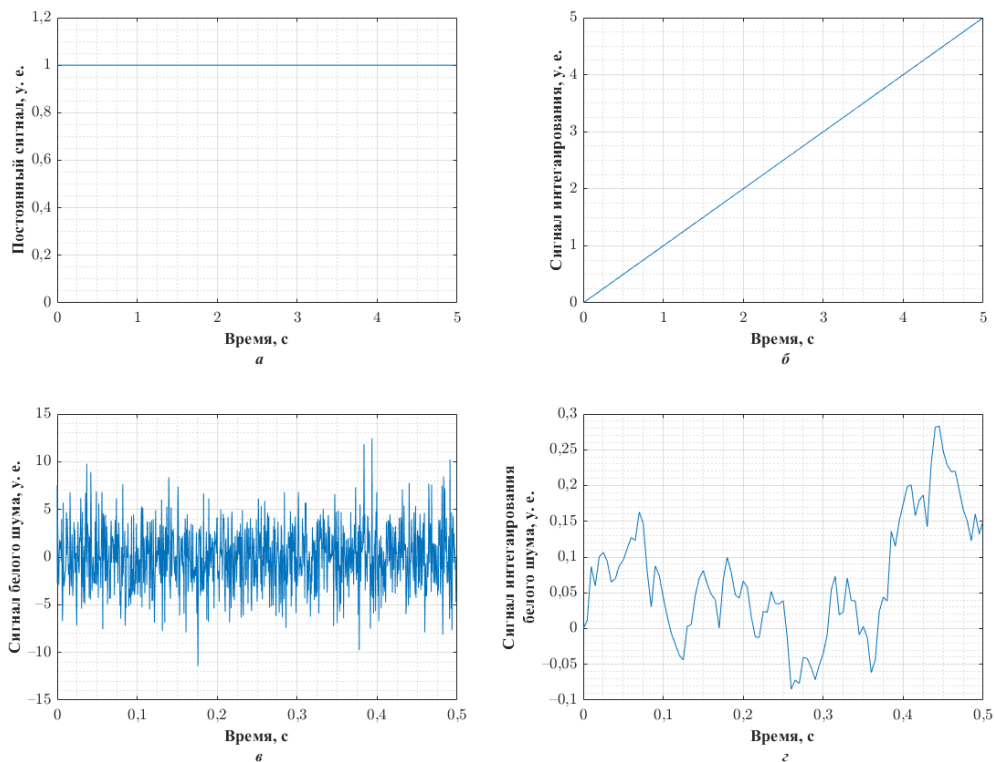 1,2
1
0,8
0,6
0,4
0,2
0
Постоянный сигнал, у. е.
0 1 2 3 4 5
Время, с
а
5
4
3
2
1
0
Сигнал интегаирования, у. е.
0 1 2 3 4 5
Время, с
б
15
10
5
0
–5
–10
–15
Сигнал белого шума, у. е.
0 0,1 0,2 0,3 0,4 0,5
Время, с
в
0,3
0,25
0,2
0,15
0,1
0,05
0
–0,05
–0,1
Сигнал интегаирования
белого шума, у. е.
0 0,1 0,2 0,3 0,4 0,5
Время, с
г